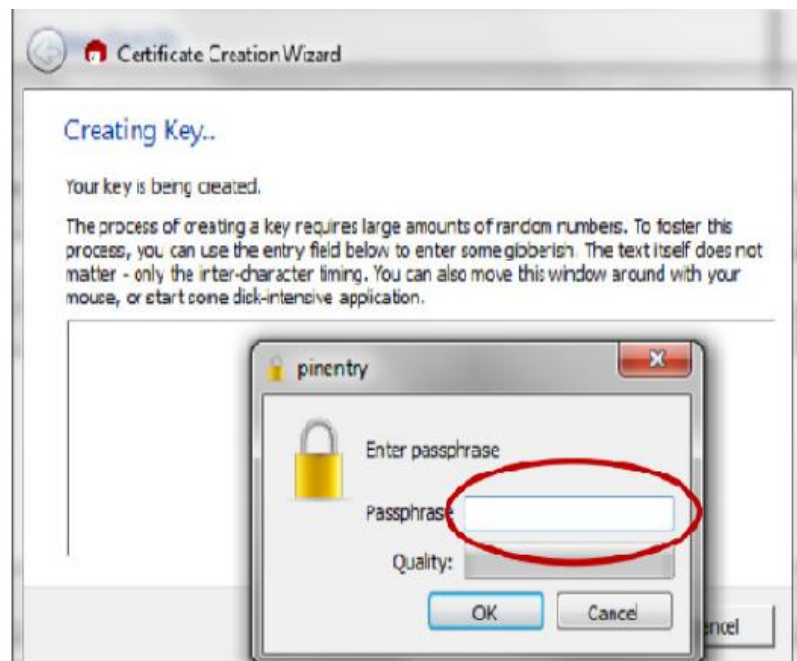 Certificate Creation Wizard
Creating Key..
Your key is being created.
The process of creating a key requires large amounts of random numbers. To foster this
process, you can use the entry field below to enter some gibberish. The text itself does not
matter - only the inter-character timing. You can also move this window around with your
mouse, or start some disk-intensive application.
pinentry
Enter passphrase
Passphrase
Quality:
OK
Cancel
ncel